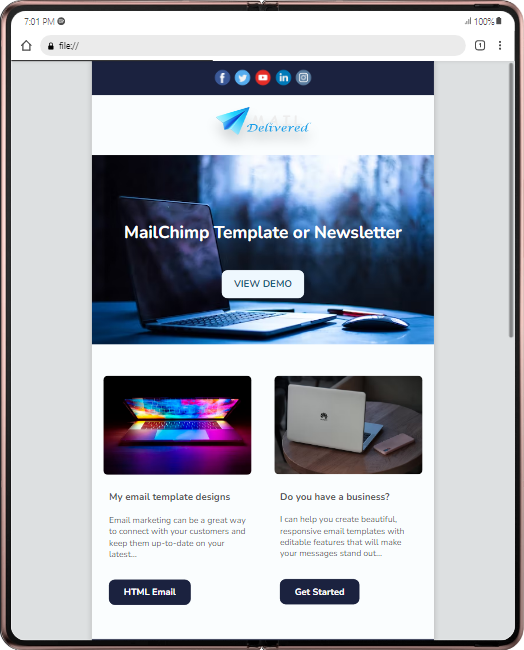 7:01 PM
100%
file://
1
MAIL
Delivered
MailChimp Template or Newsletter
VIEW DEMO
My email template designs
Email marketing can be a great way
to connect with your customers and
keep them up-to-date on your
latest...
HTML Email
Do you have a business?
I can help you create beautiful,
responsive email templates with
editable features that will make
your messages stand out...
Get Started